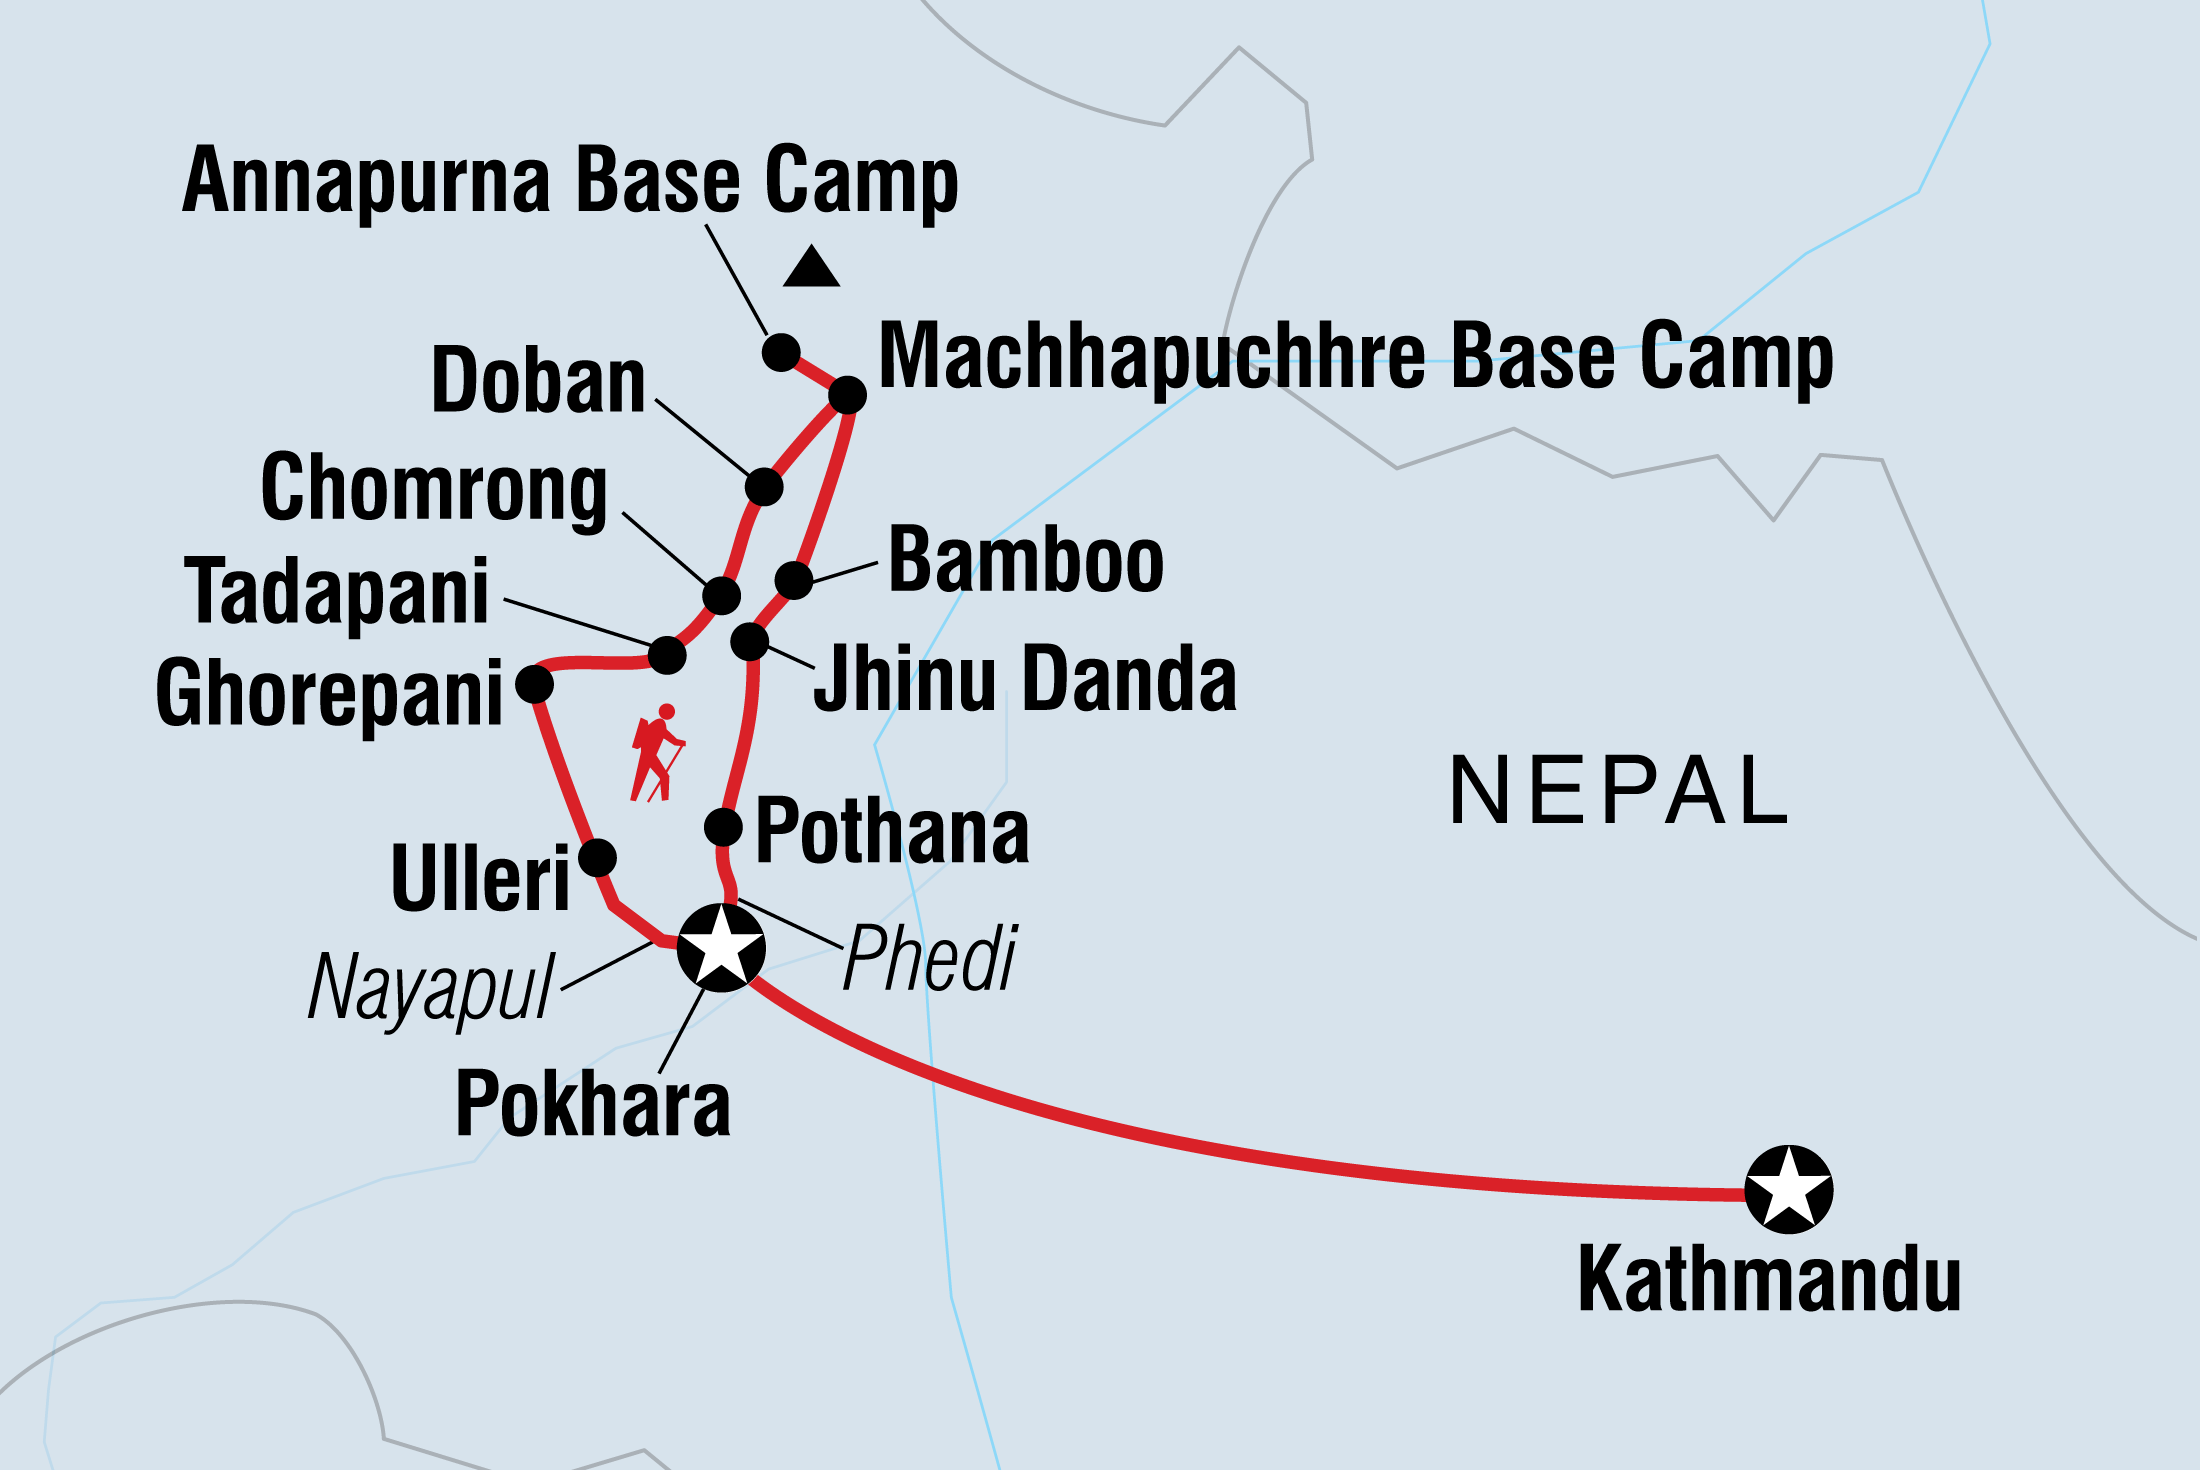 Annapurna Base Camp
Machhapuchhre Base Camp
Doban
Chomrong
Bamboo
Tadapani
Jhinu Danda
Ghorepani
NEPAL
Pothana
Ulleri
Phedi
Nayapul
Pokhara
Kathmandu